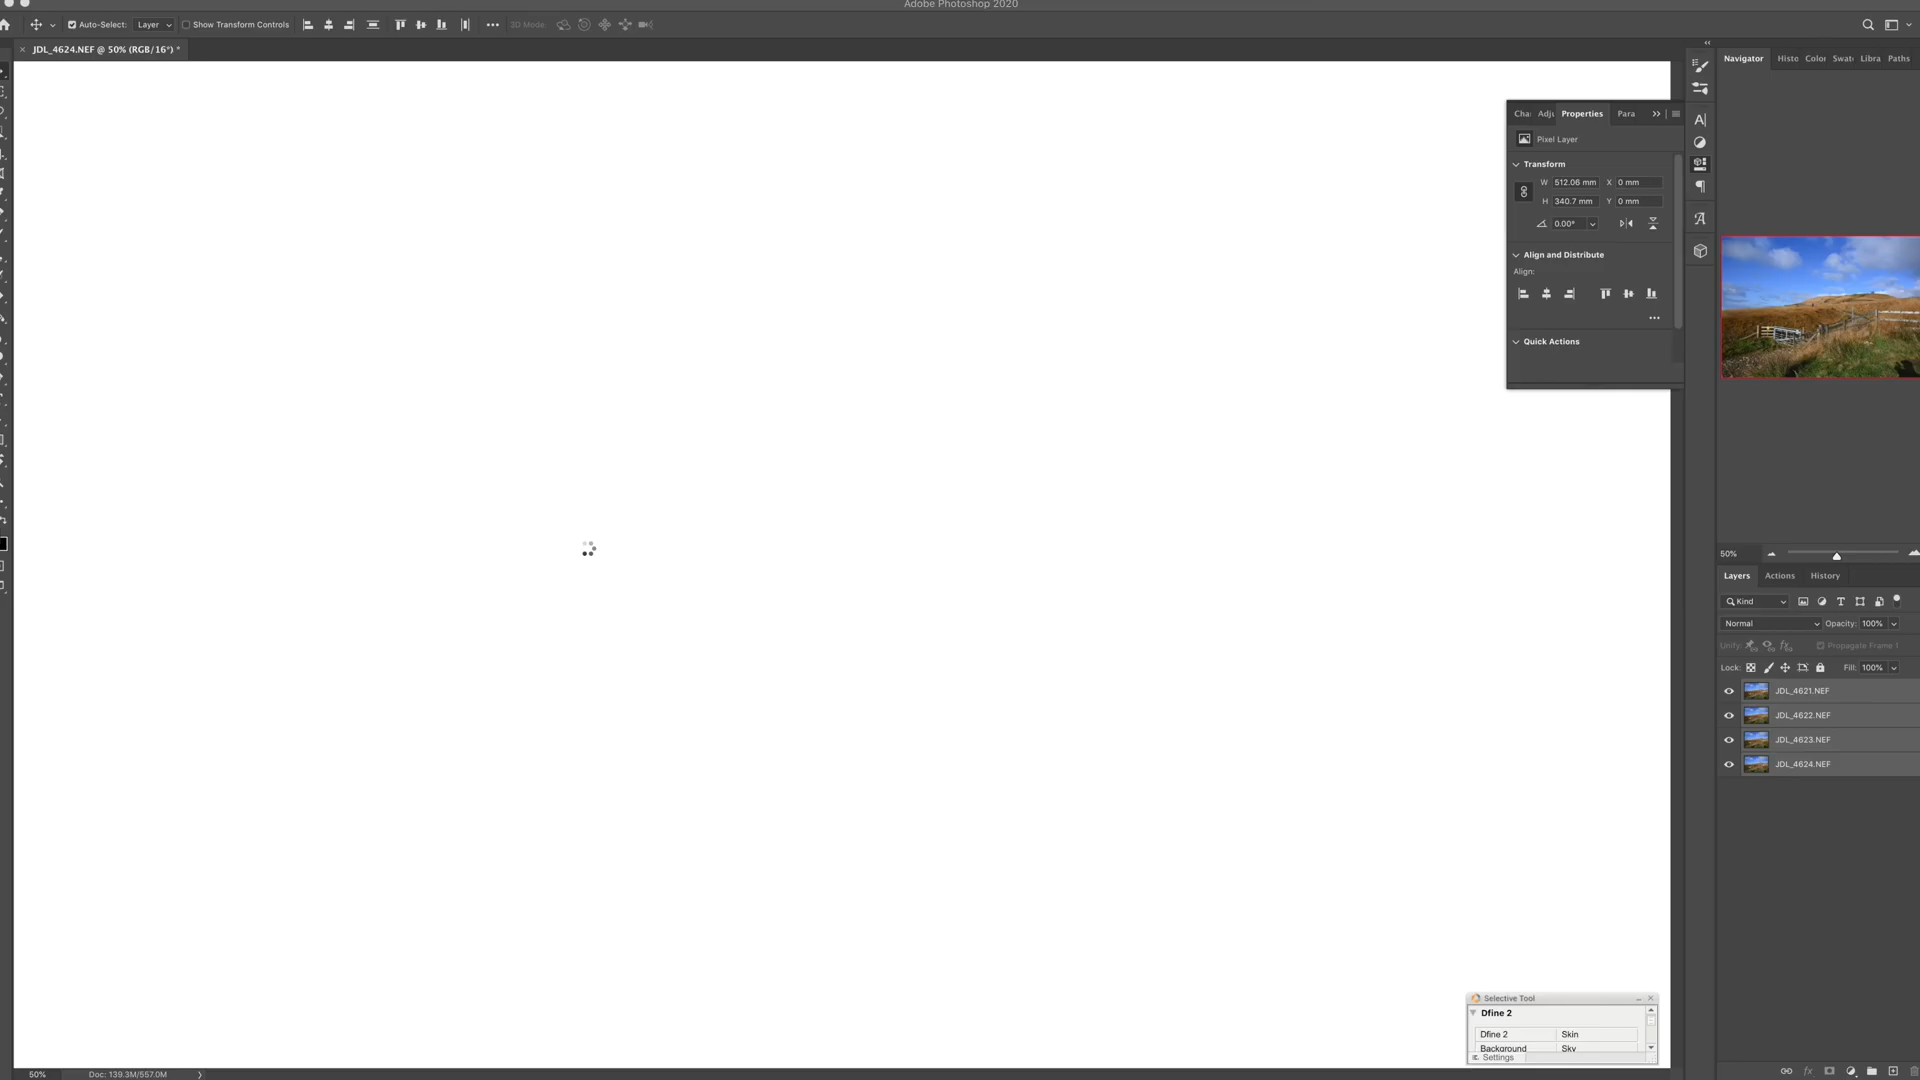 Adobe Photoshop 2020
Auto-Select: Layer Show Transform Controls 3D Mode:
JDL_4624.NEF @ 50% (RGB/16*) *
Navigator Histo Color Swat Libra Paths
Cha Adju Properties Para
Pixel Layer
Transform
W 512.06 mm X 0 mm
H 340.7 mm Y 0 mm
0.00°
Align and Distribute
Align:
Quick Actions
50%
Layers Actions History
Kind
Normal Opacity: 100%
Unify: Propagate Frame 1
Lock: Fill: 100%
JDL_4621.NEF
JDL_4622.NEF
JDL_4623.NEF
JDL_4624.NEF
Selective Tool
Dfine 2
Dfine 2 Skin
Background Sky
Settings
50% Doc: 139.3M/557.0M